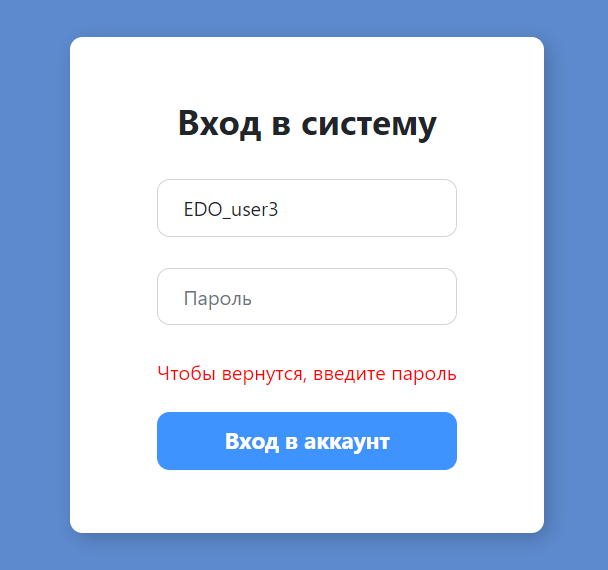 Вход в систему
EDO_user3
Пароль
Чтобы вернутся, введите пароль
Вход в аккаунт